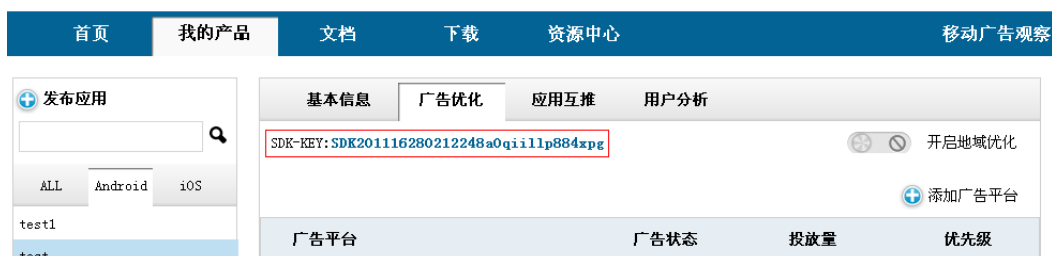 首页 我的产品 文档 下载 资源中心 移动广告观察
发布应用
基本信息 广告优化 应用互推 用户分析
SDK-KEY:SDK201116280212248a0qiillp884xpg
开启地域优化
ALL Android iOS
添加广告平台
test1
广告平台 广告状态 投放量 优先级
test